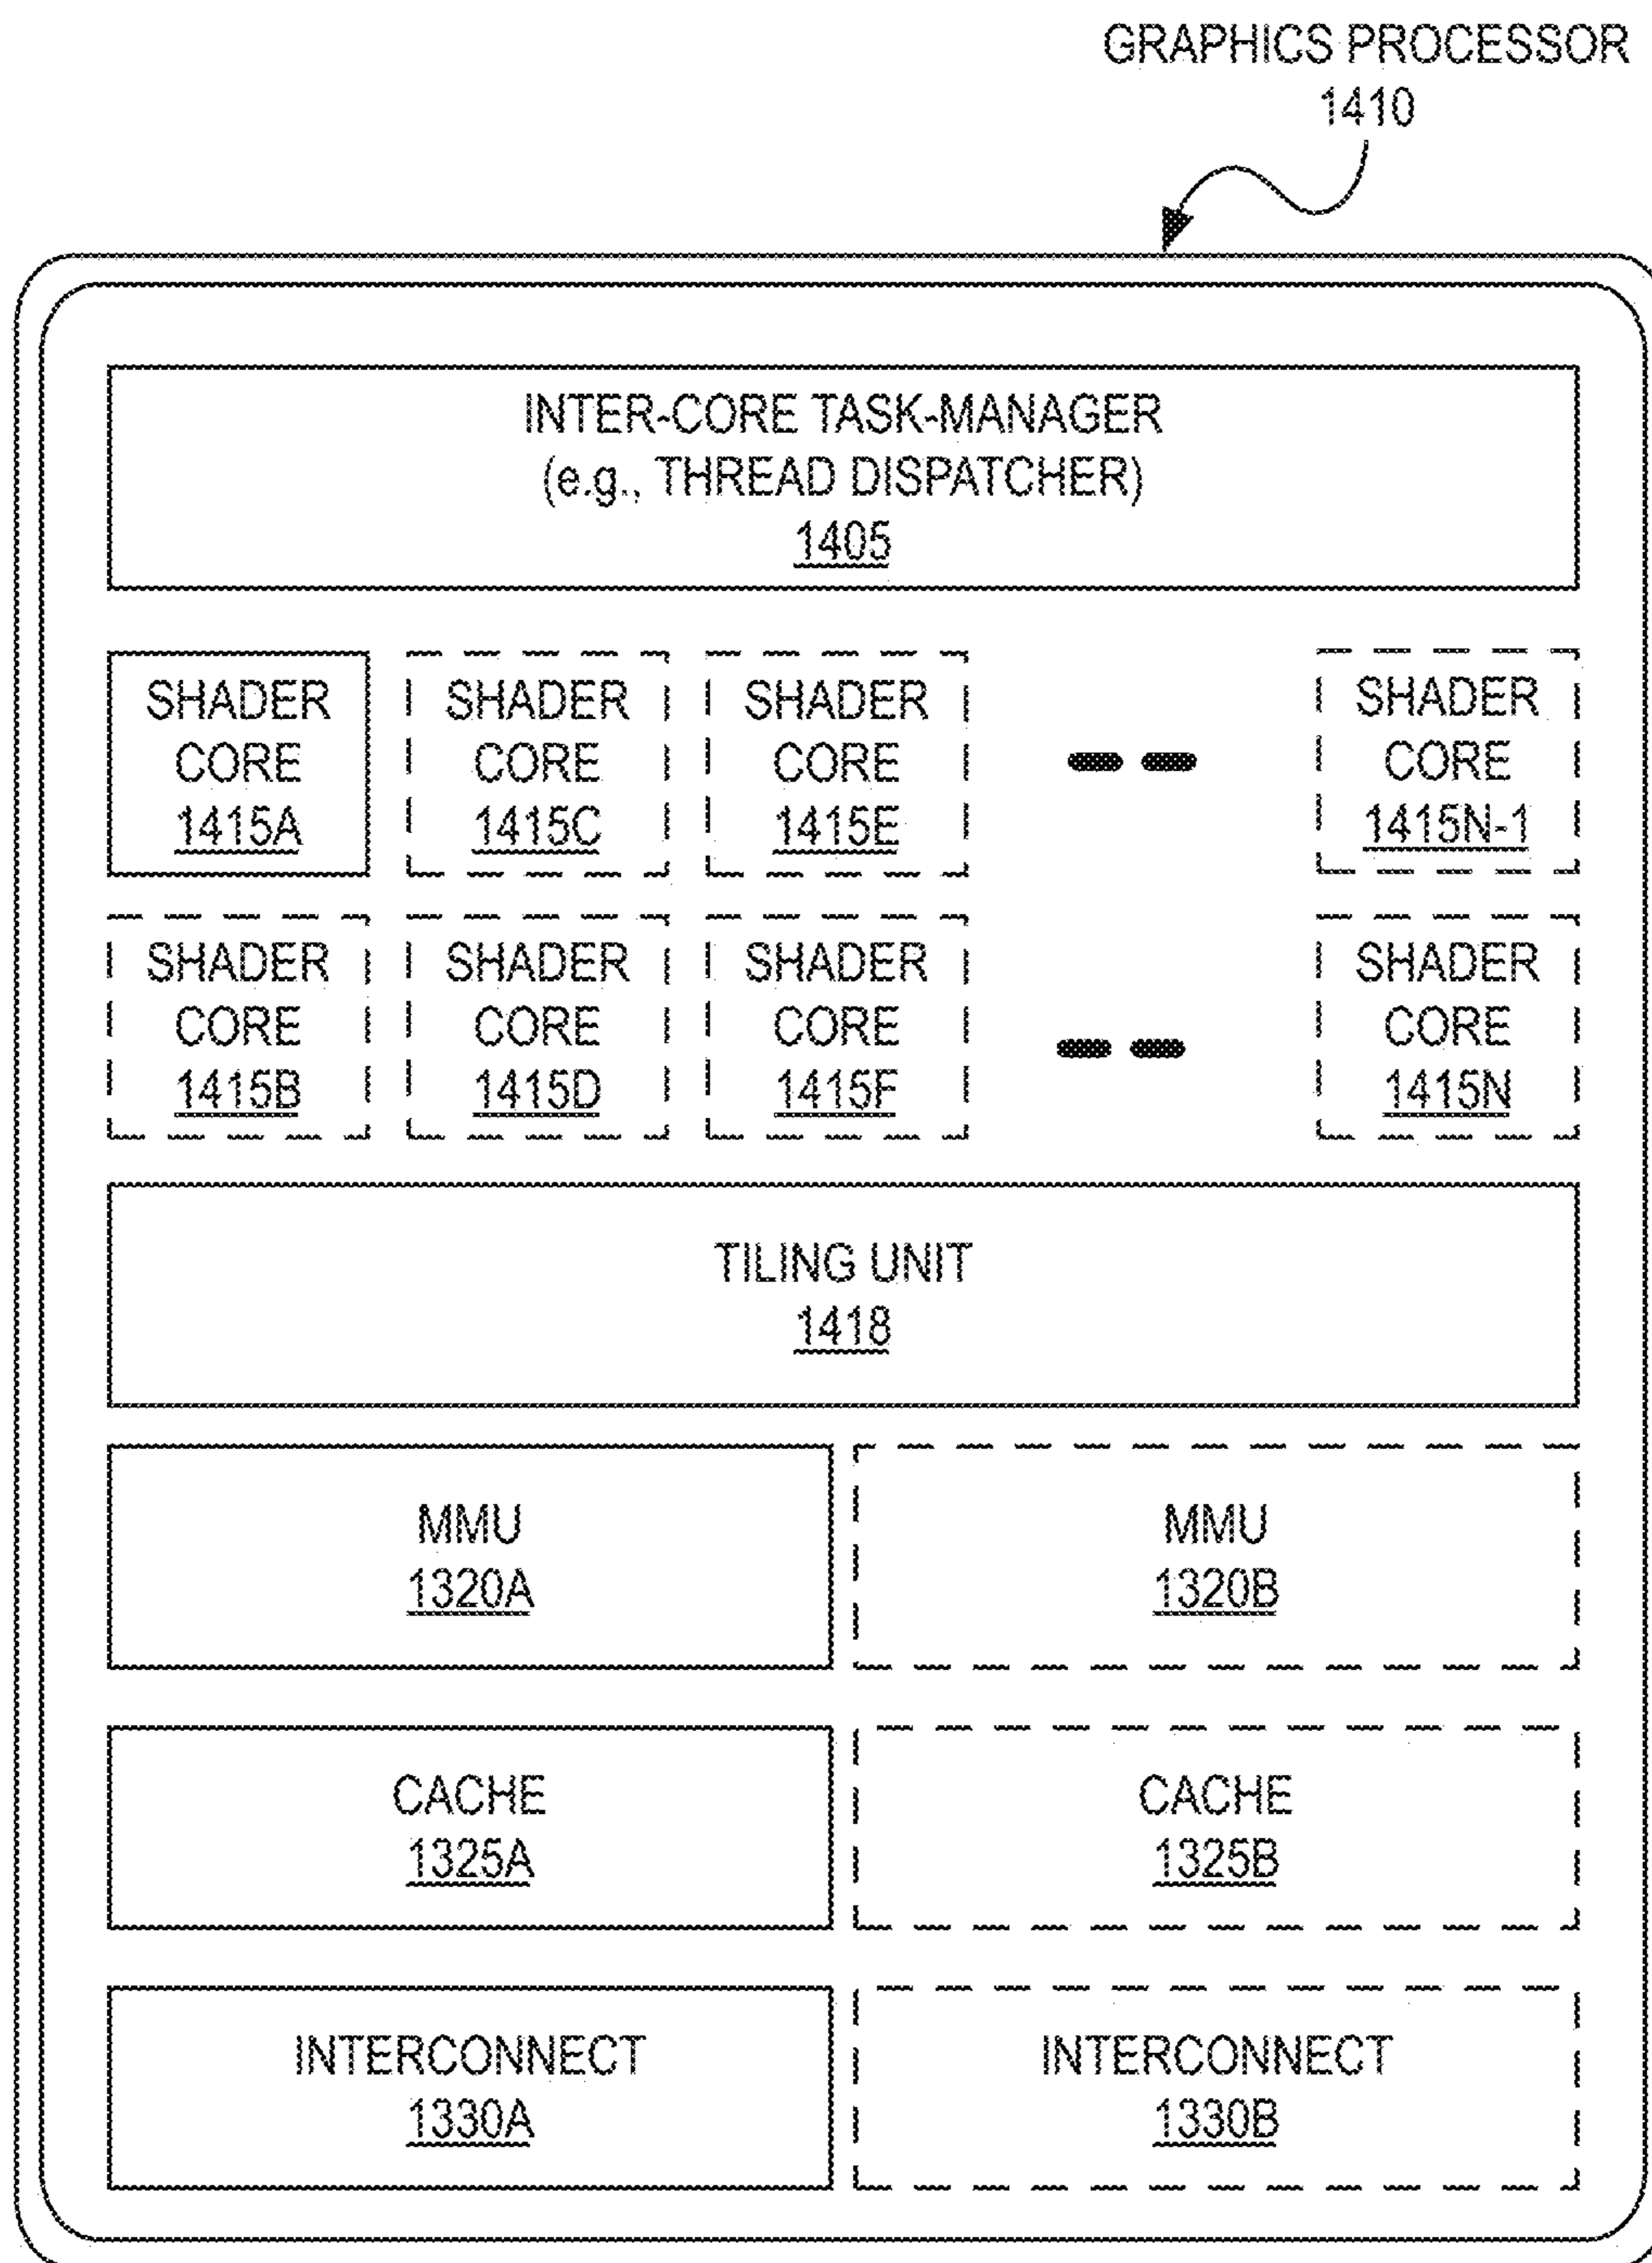 GRAPHICS PROCESSOR
1410
INTER-CORE TASK-MANAGER
(e.g., THREAD DISPATCHER)
1405
SHADER CORE 1415A
SHADER CORE 1415C
SHADER CORE 1415E
SHADER CORE 1415N-1
SHADER CORE 1415B
SHADER CORE 1415D
SHADER CORE 1415F
SHADER CORE 1415N
TILING UNIT
1418
MMU
1320A
MMU
1320B
CACHE
1325A
CACHE
1325B
INTERCONNECT
1330A
INTERCONNECT
1330B